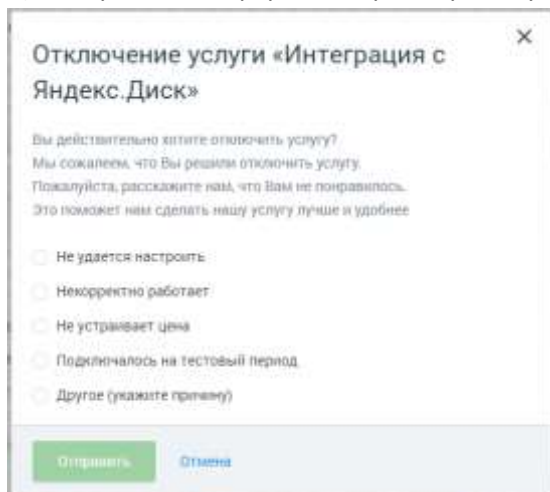 Отключение услуги «Интеграция с
Яндекс.Диск»
Вы действительно хотите отключить услугу?
Мы сожалеем, что Вы решили отключить услугу.
Пожалуйста, расскажите нам, что Вам не понравилось.
Это поможет нам сделать нашу услугу лучше и удобнее
Не удается настроить
Некорректно работает
Не устраивает цена
Подключалось на тестовый период
Другое (укажите причину)
Отправить Отмена